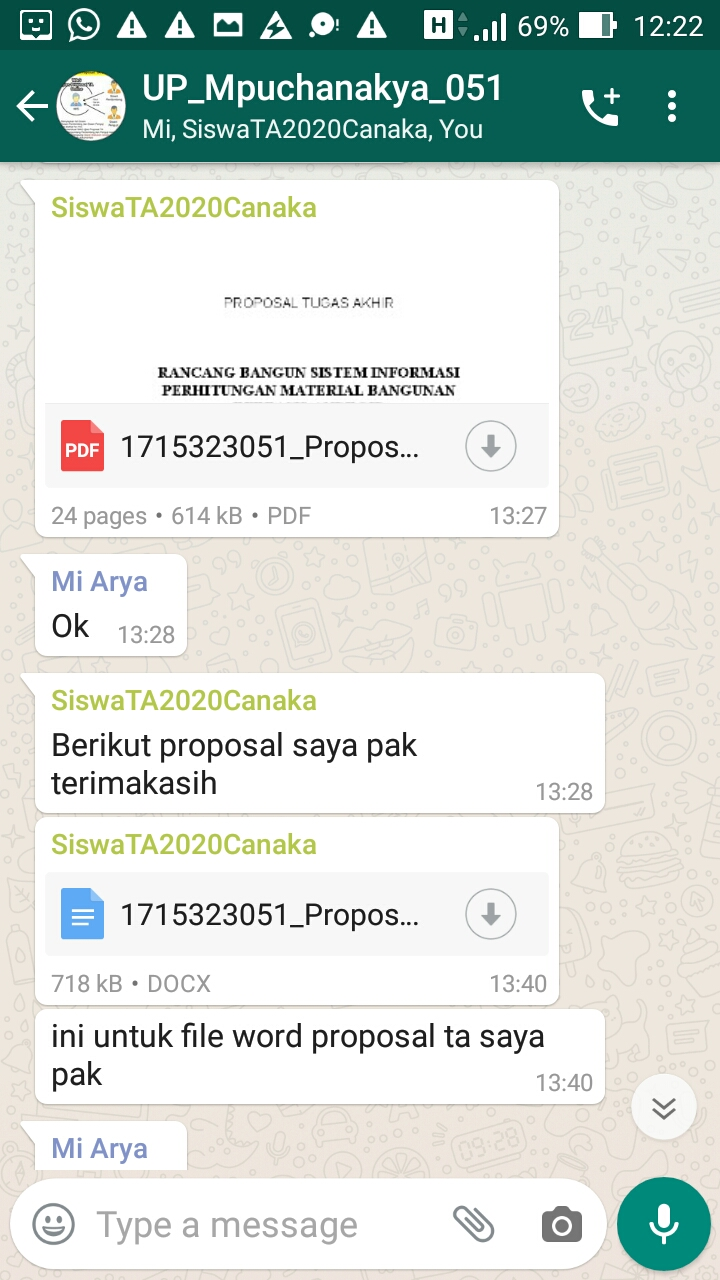 H
69%
12:22
UP_Mpuchanakya_051
Mi, SiswaTA2020Canaka, You
SiswaTA2020Canaka
PROPOSAL TUGAS AKHIR
RANCANG BANGUN SISTEM INFORMASI
PERHITUNGAN MATERIAL BANGUNAN
PDF
1715323051_Propos...
24 pages • 614 kB • PDF
13:27
Mi Arya
Ok
13:28
SiswaTA2020Canaka
Berikut proposal saya pak
terimakasih
13:28
SiswaTA2020Canaka
1715323051_Propos...
718 kB • DOCX
13:40
ini untuk file word proposal ta saya
pak
13:40
Mi Arya
Type a message